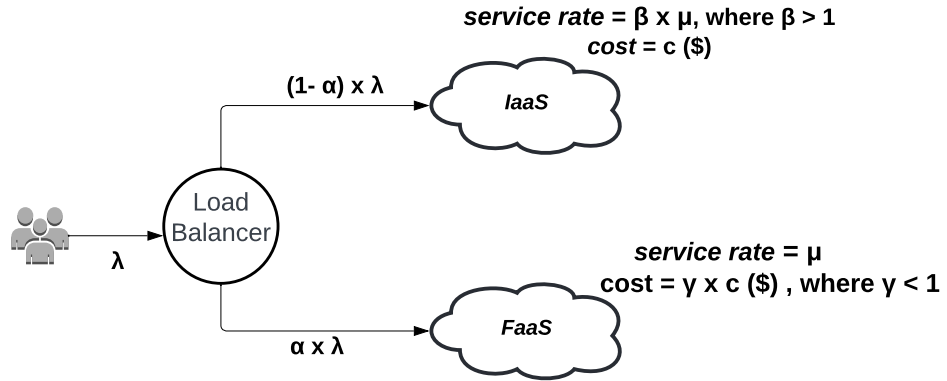 service rate = β x μ, where β > 1
cost = c ($)
(1- α) x λ
IaaS
Load
Balancer
λ
service rate = μ
cost = γ x c ($) , where γ < 1
FaaS
α x λ